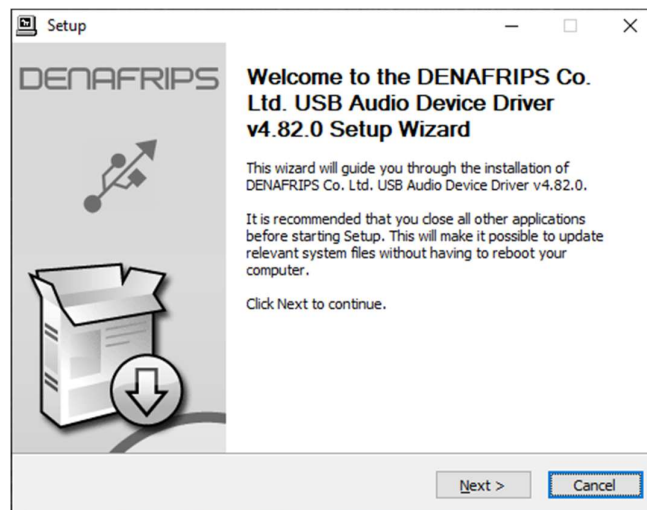 Setup
DENAFRIPS
Welcome to the DENAFRIPS Co.
Ltd. USB Audio Device Driver
v4.82.0 Setup Wizard
This wizard will guide you through the installation of
DENAFRIPS Co. Ltd. USB Audio Device Driver v4.82.0.
It is recommended that you close all other applications
before starting Setup. This will make it possible to update
relevant system files without having to reboot your
computer.
Click Next to continue.
Next >
Cancel